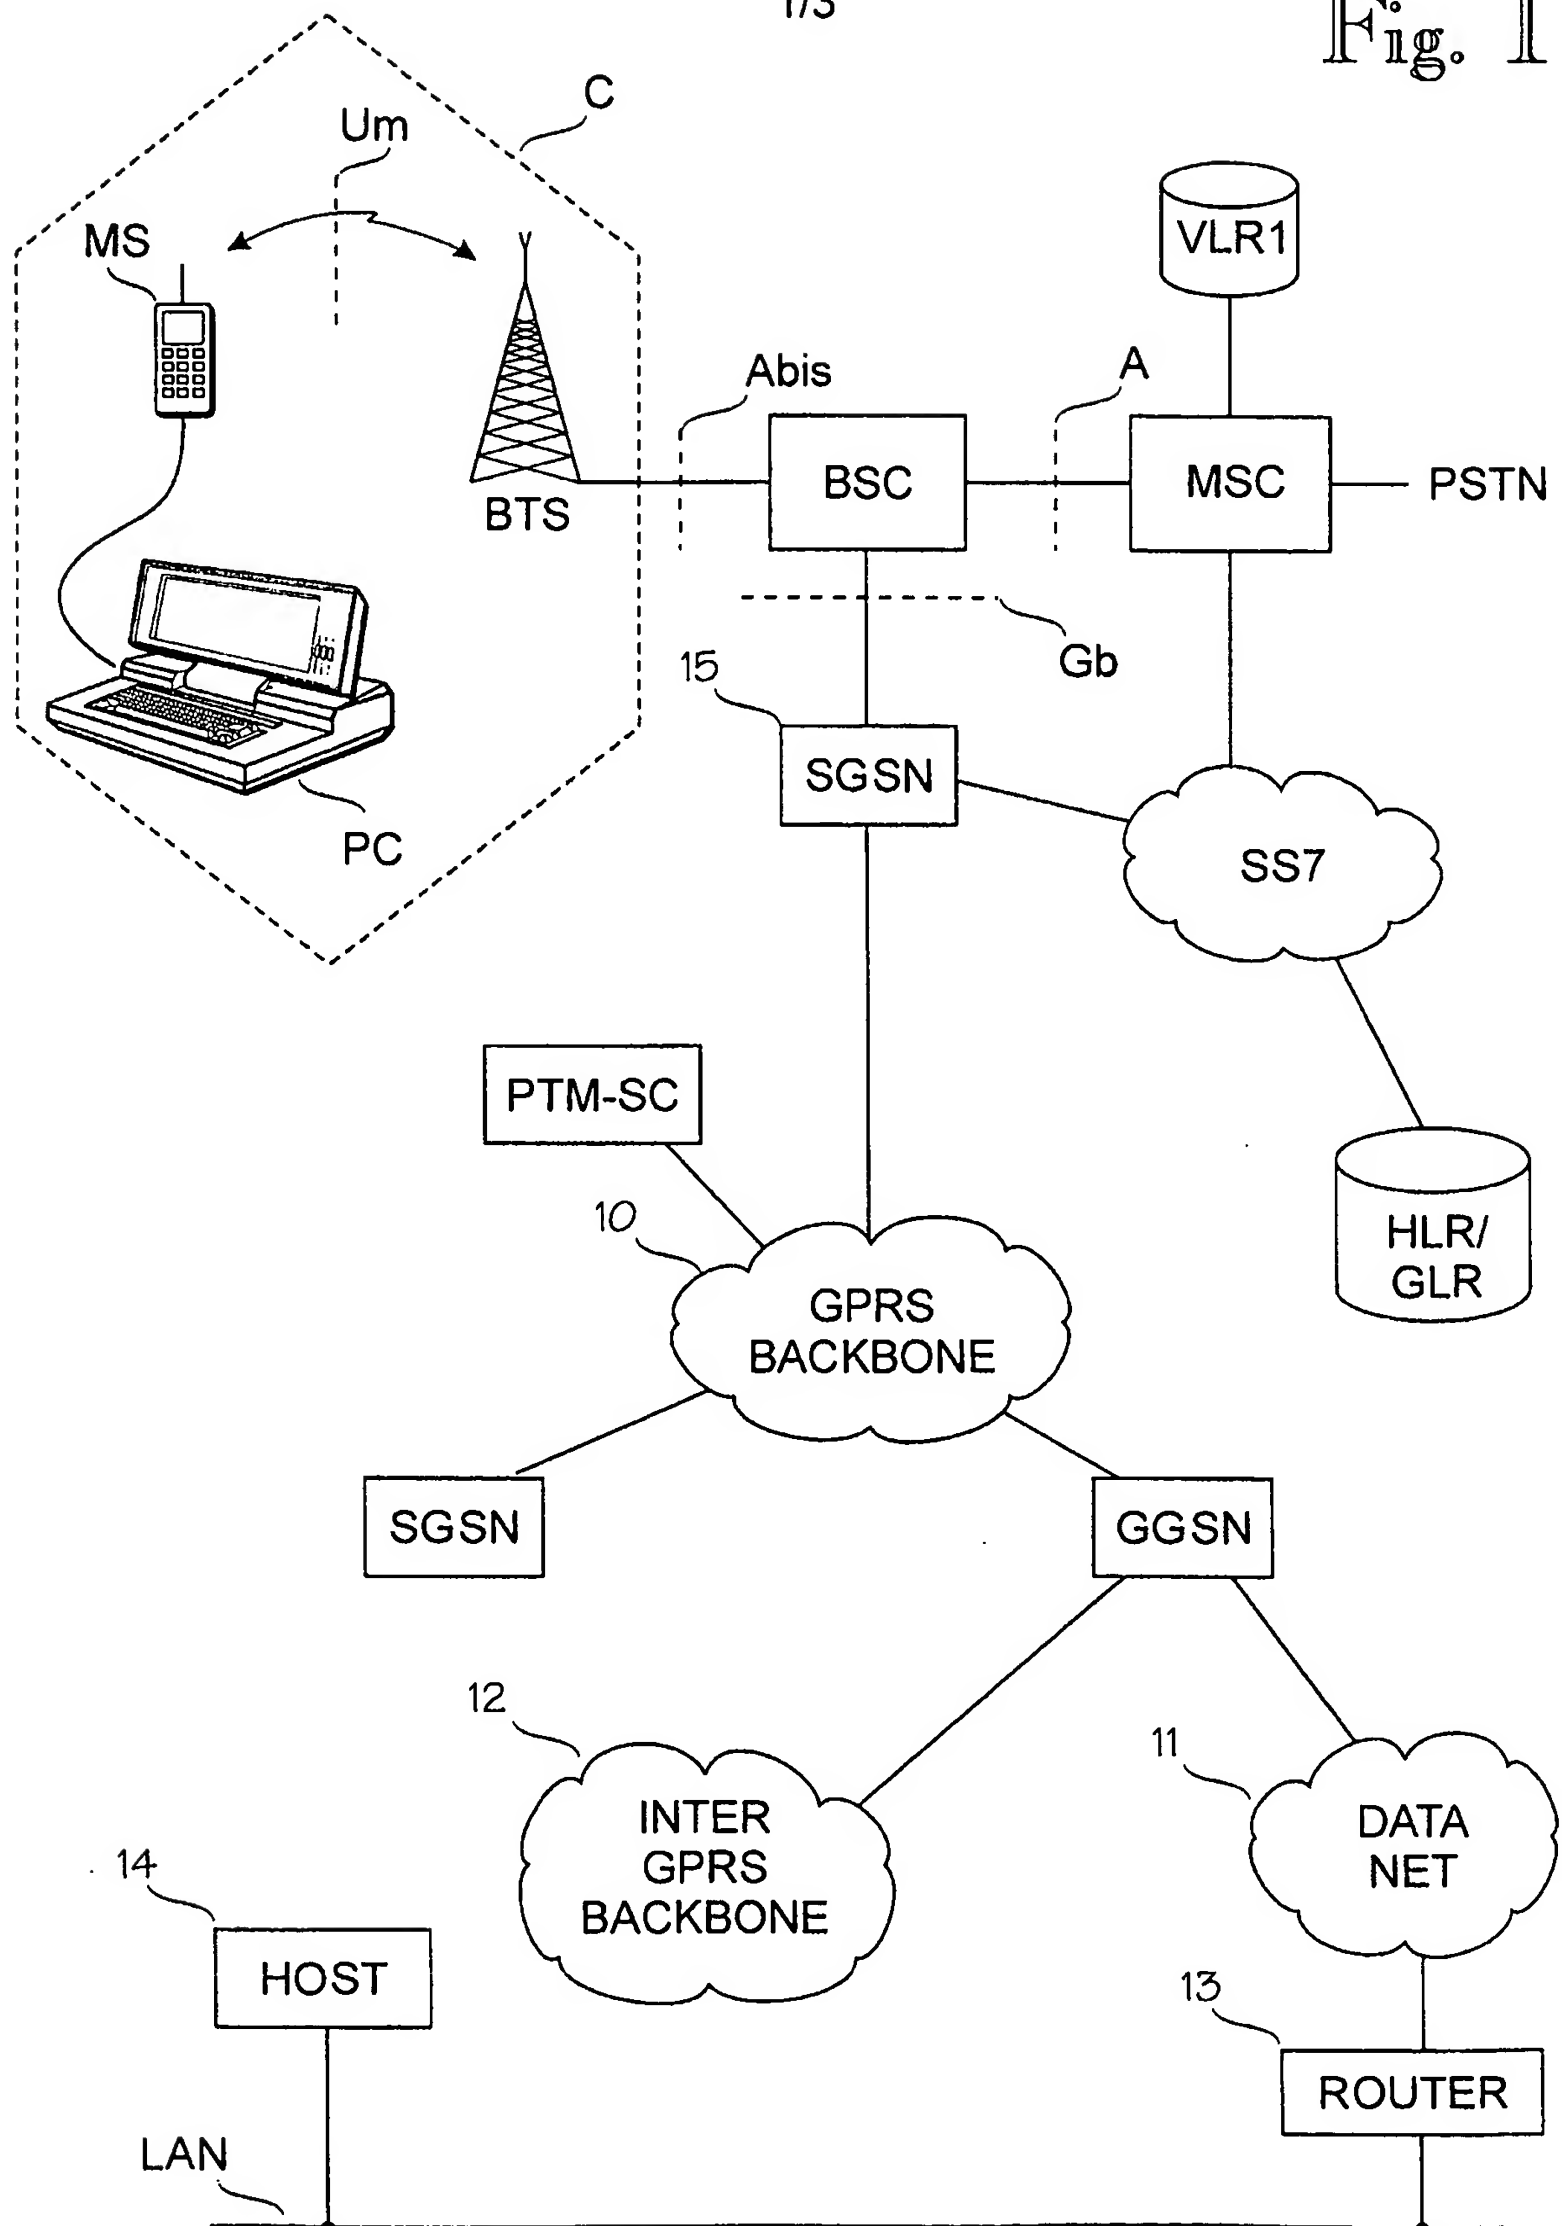 1/3
Fig. 1
C
Um
MS
VLR1
Abis
A
BSC
MSC
PSTN
BTS
Gb
15
SGSN
PC
SS7
PTM-SC
10
HLR/
GLR
GPRS
BACKBONE
SGSN
GGSN
12
11
INTER
GPRS
BACKBONE
DATA
NET
14
HOST
13
ROUTER
LAN